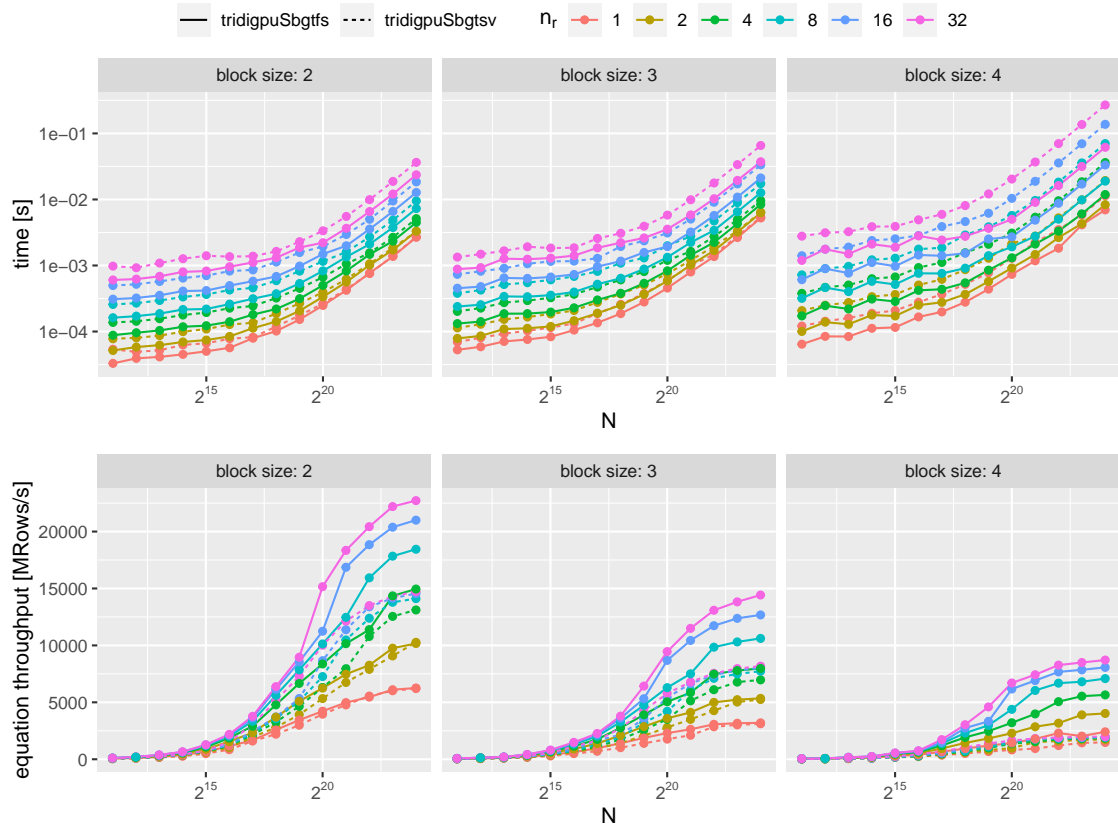 tridigpuSbgtfs tridigpuSbgtsv nr 1 2 4 8 16 32
block size: 2 block size: 3 block size: 4
time [s]
1e−01
1e−02
1e−03
1e−04
2^15 2^20 2^15 2^20 2^15 2^20
N N N
block size: 2 block size: 3 block size: 4
equation throughput [MRows/s]
20000
15000
10000
5000
0
2^15 2^20 2^15 2^20 2^15 2^20
N N N